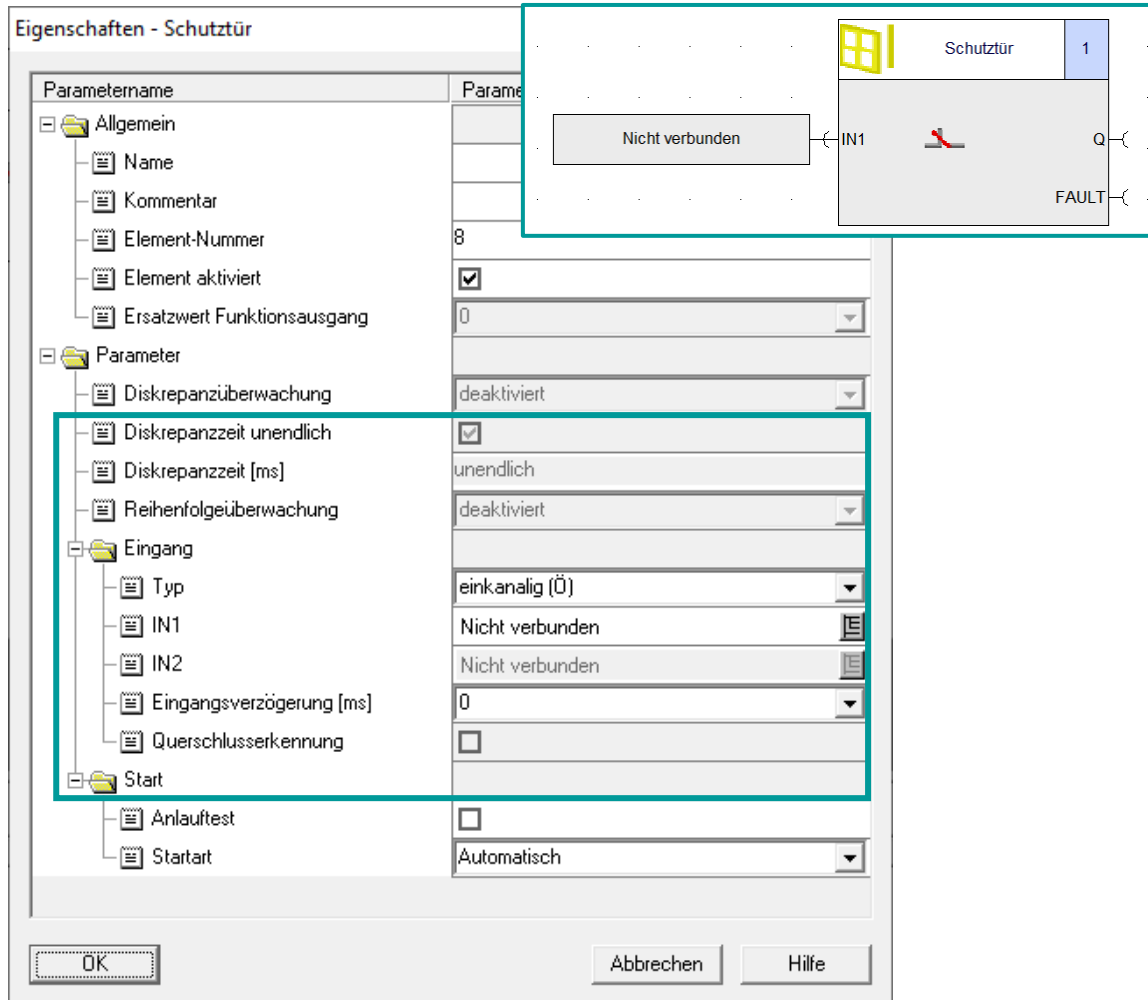 Eigenschaften - Schutztür
Schutztür 1
Nicht verbunden IN1 Q
FAULT
Parametername Parame
Allgemein
Name
Kommentar
Element-Nummer 8
Element aktiviert
Ersatzwert Funktionsausgang 0
Parameter
Diskrepanzüberwachung deaktiviert
Diskrepanzzeit unendlich
Diskrepanzzeit [ms] unendlich
Reihenfolgeüberwachung deaktiviert
Eingang
Typ einkanalig (Ö)
IN1 Nicht verbunden
IN2 Nicht verbunden
Eingangsverzögerung [ms] 0
Querschlusserkennung
Start
Anlauftest
Startart Automatisch
OK Abbrechen Hilfe